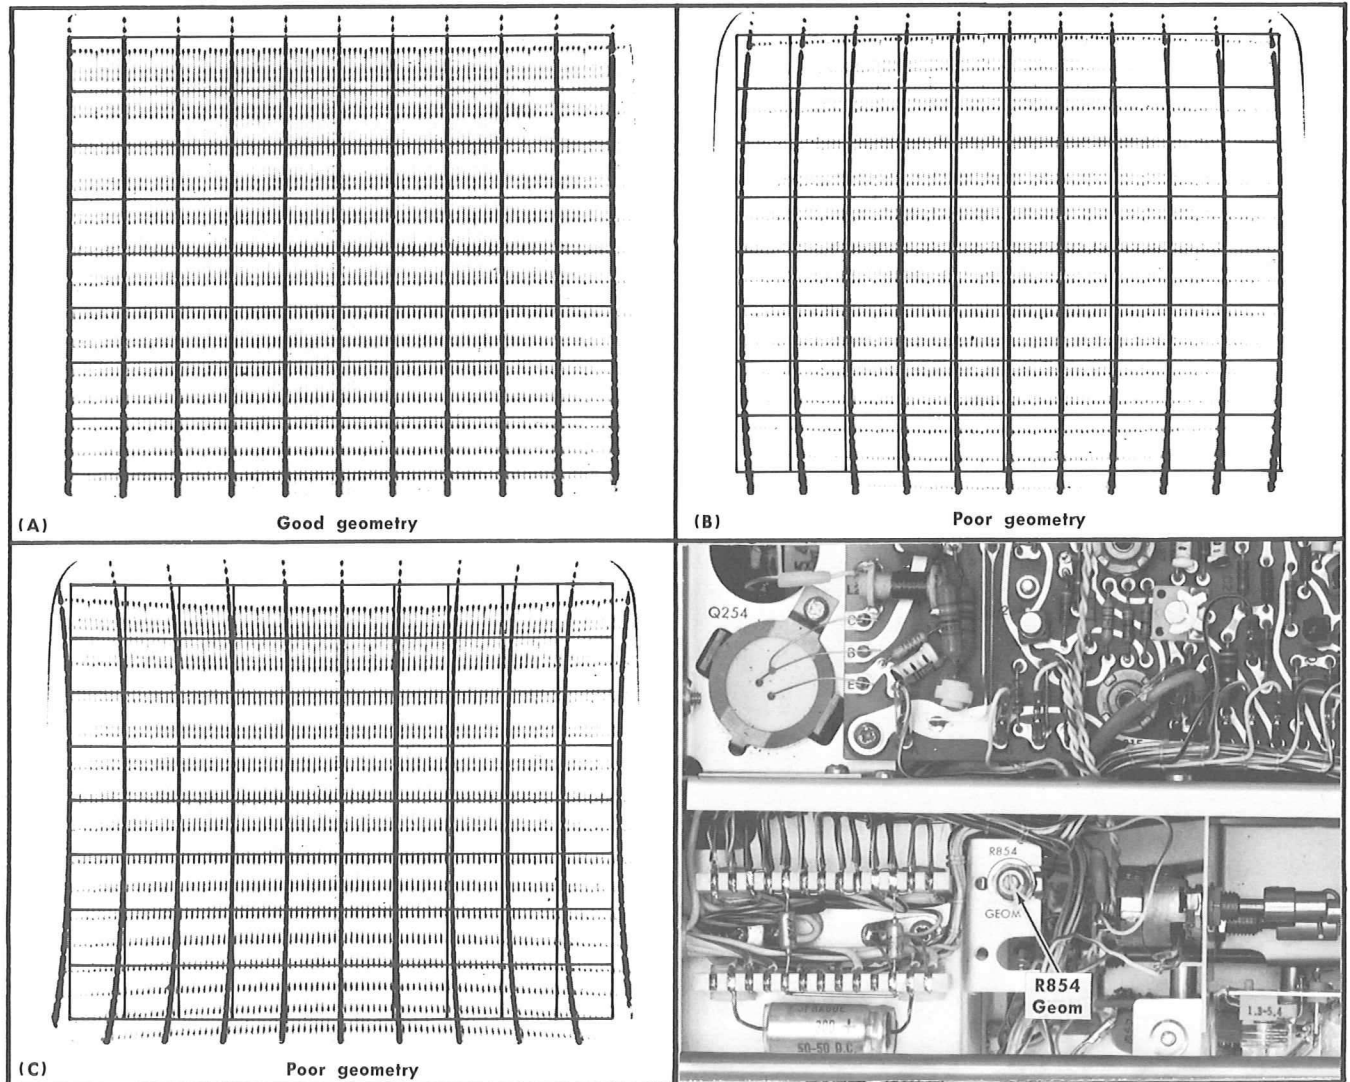 (A)
Good geometry
(B)
Poor geometry
(C)
Poor geometry
Q254
C
B
E
R854
GEOM
R854
Geom
50-50 D.C.
1.3-5.4